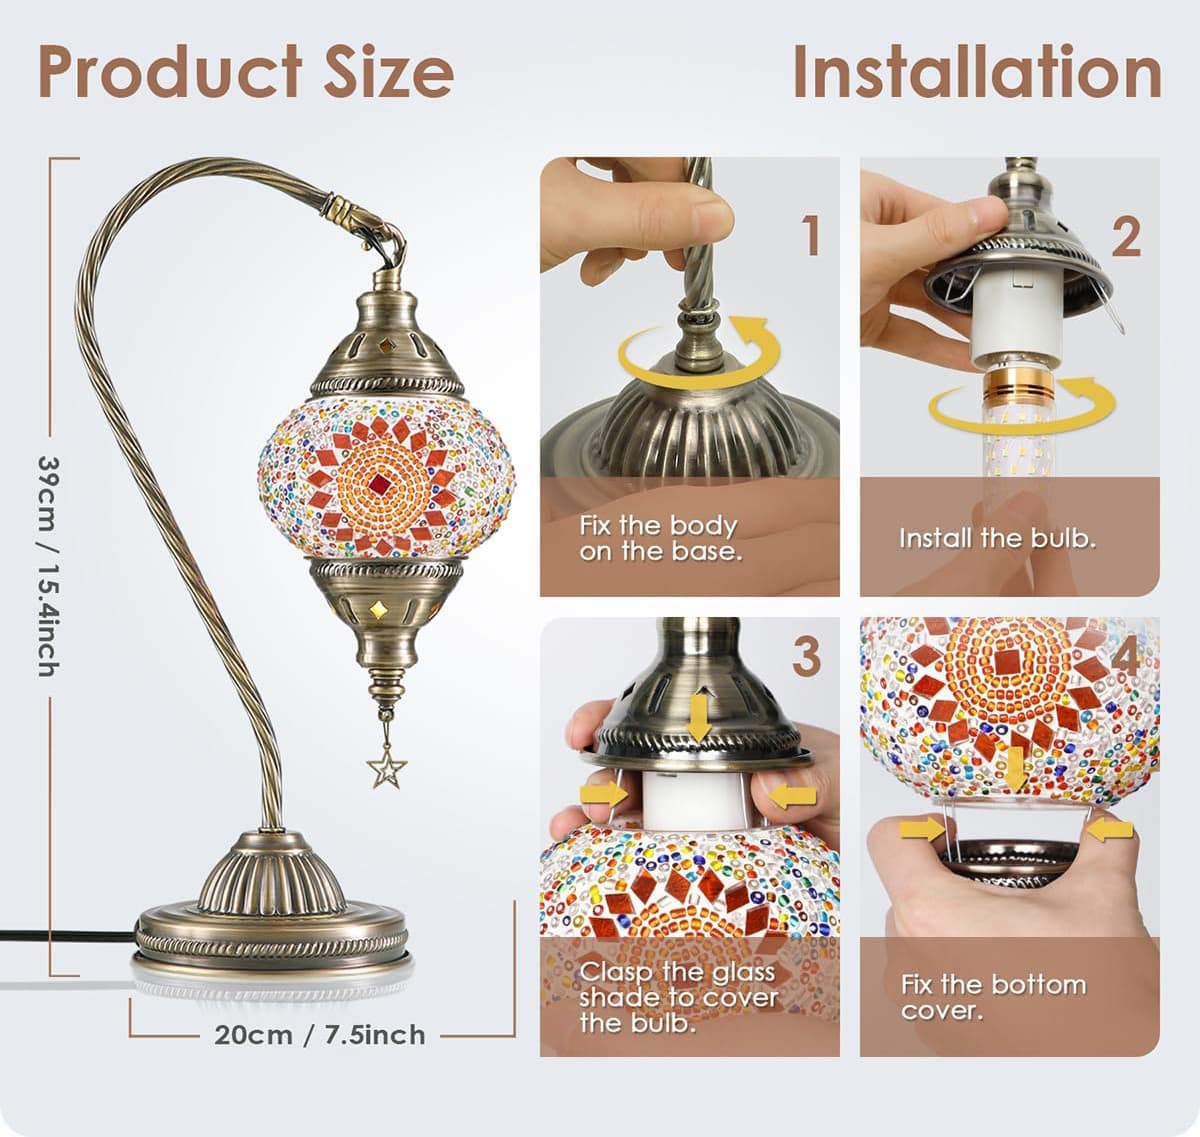 Product Size
Installation
39cm / 15.4inch
20cm / 7.5inch
1
Fix the body
on the base.
2
Install the bulb.
3
Clasp the glass
shade to cover
the bulb.
4
Fix the bottom
cover.